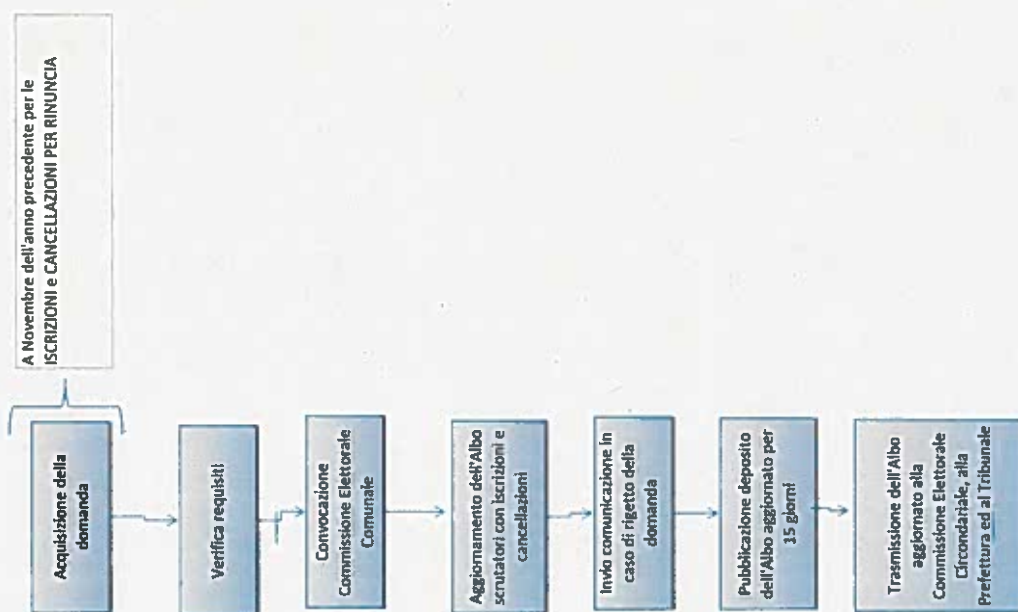 A Novembre dell'anno precedente per le
ISCRIZIONI e CANCELLAZIONI PER RINUNCIA
Acquisizione della
domanda
Verifica requisiti
Convocazione
Commissione Elettorale
Comunale
Aggiornamento dell'Albo
scrutatori con iscrizioni e
cancellazioni
Invio comunicazione in
caso di rigetto della
domanda
Pubblicazione deposito
dell'Albo aggiornato per
15 giorni
Trasmissione dell'Albo
aggiornato alla
Commissione Elettorale
Circondariale, alla
Prefettura ed al Tribunale